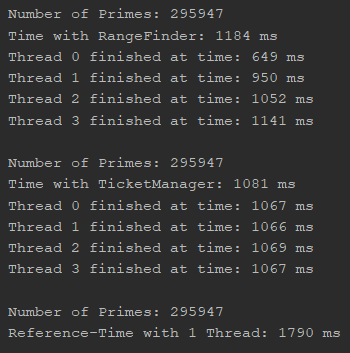 Number of Primes: 295947
Time with RangeFinder: 1184 ms
Thread 0 finished at time: 649 ms
Thread 1 finished at time: 950 ms
Thread 2 finished at time: 1052 ms
Thread 3 finished at time: 1141 ms

Number of Primes: 295947
Time with TicketManager: 1081 ms
Thread 0 finished at time: 1067 ms
Thread 1 finished at time: 1066 ms
Thread 2 finished at time: 1069 ms
Thread 3 finished at time: 1067 ms

Number of Primes: 295947
Reference-Time with 1 Thread: 1790 ms